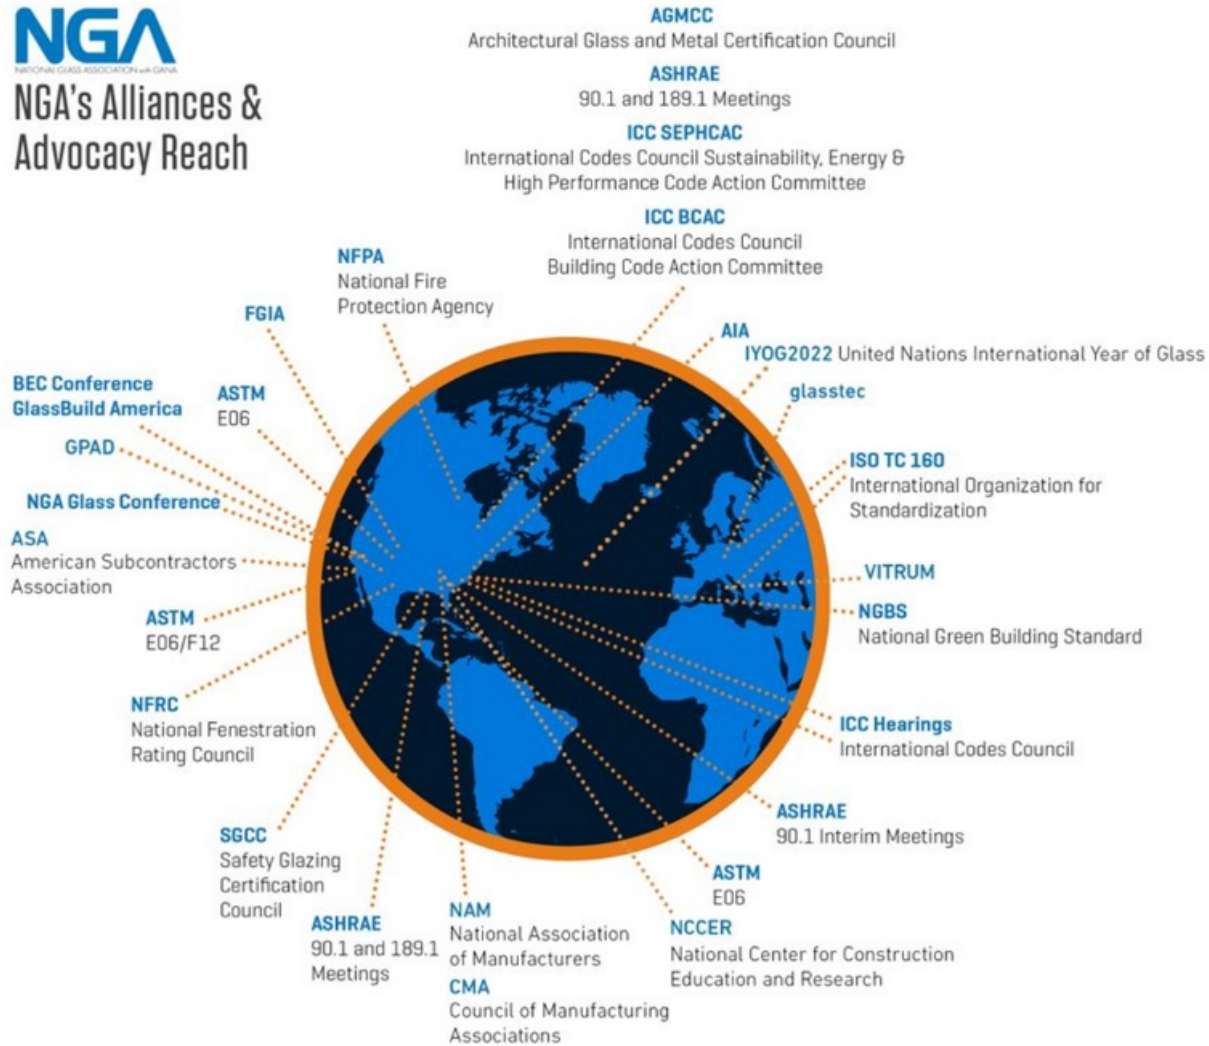 NGA
NATIONAL GLASS ASSOCIATION with GANA
NGA's Alliances &
Advocacy Reach
AGMCC
Architectural Glass and Metal Certification Council
ASHRAE
90.1 and 189.1 Meetings
ICC SEPHCAC
International Codes Council Sustainability, Energy &
High Performance Code Action Committee
ICC BCAC
International Codes Council
Building Code Action Committee
NFPA
National Fire
Protection Agency
FGIA
AIA
IYOG2022 United Nations International Year of Glass
glasstec
BEC Conference
GlassBuild America
ASTM
E06
GPAD
ISO TC 160
International Organization for
Standardization
NGA Glass Conference
ASA
American Subcontractors
Association
VITRUM
NGBS
National Green Building Standard
ASTM
E06/F12
NFRC
National Fenestration
Rating Council
ICC Hearings
International Codes Council
SGCC
Safety Glazing
Certification
Council
ASHRAE
90.1 Interim Meetings
ASTM
E06
ASHRAE
90.1 and 189.1
Meetings
NAM
National Association
of Manufacturers
CMA
Council of Manufacturing
Associations
NCCER
National Center for Construction
Education and Research